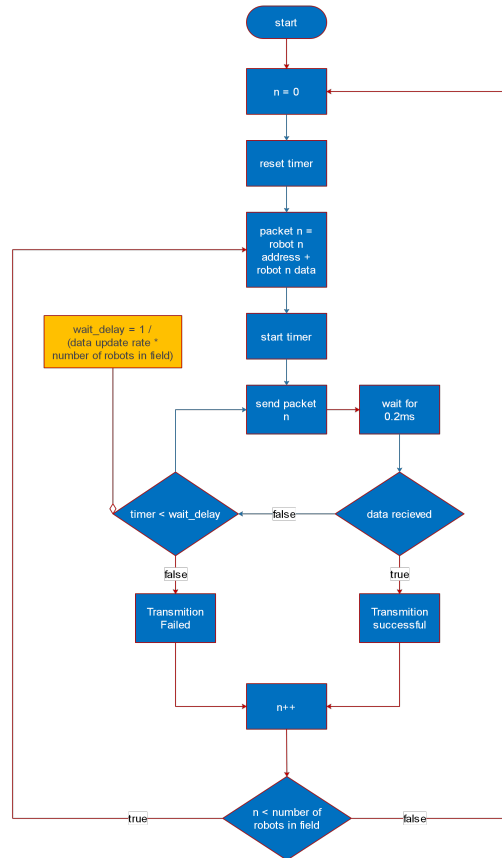 start
n = 0
reset timer
packet n =
robot n
address +
robot n data
start timer
wait_delay = 1 /
(data update rate *
number of robots in field)
send packet
n
wait for
0.2ms
timer < wait_delay
false
data recieved
false
true
Transmition
Failed
Transmition
successful
n++
n < number of
robots in field
true
false